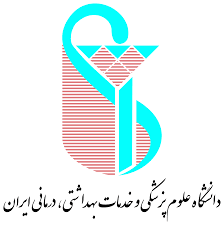 دانشگاه علوم پزشکی و خدمات بهداشتی، درمانی ایران